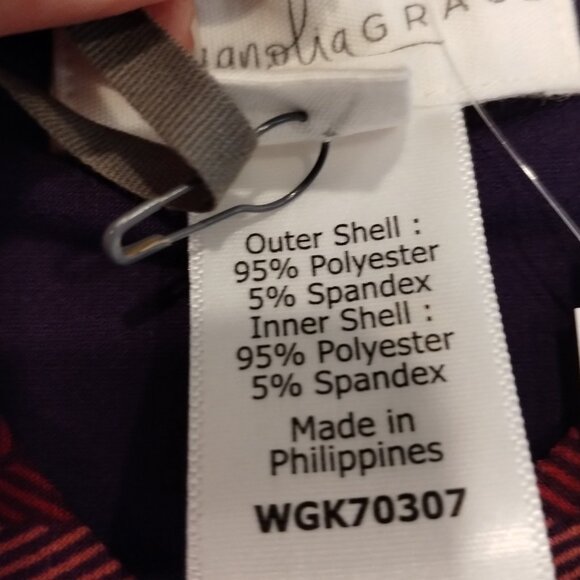 Outer Shell :
95% Polyester
5% Spandex
Inner Shell :
95% Polyester
5% Spandex
Made in
Philippines
WGK70307